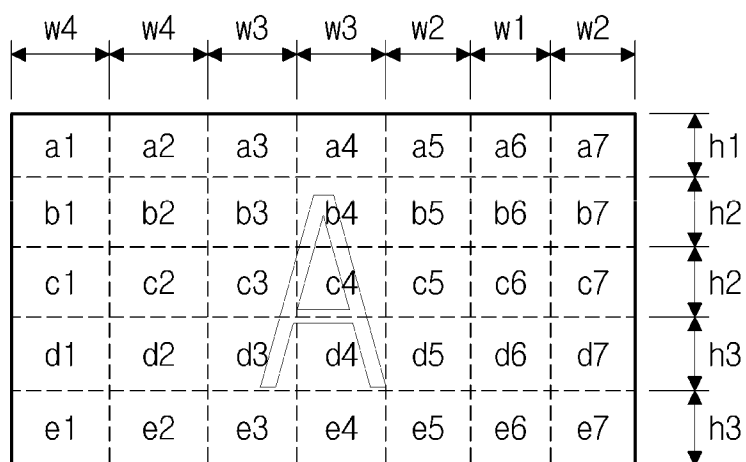 w4 w4 w3 w3 w2 w1 w2
a1 a2 a3 a4 a5 a6 a7 h1
b1 b2 b3 b4 b5 b6 b7 h2
c1 c2 c3 c4 c5 c6 c7 h2
A
d1 d2 d3 d4 d5 d6 d7 h3
e1 e2 e3 e4 e5 e6 e7 h3